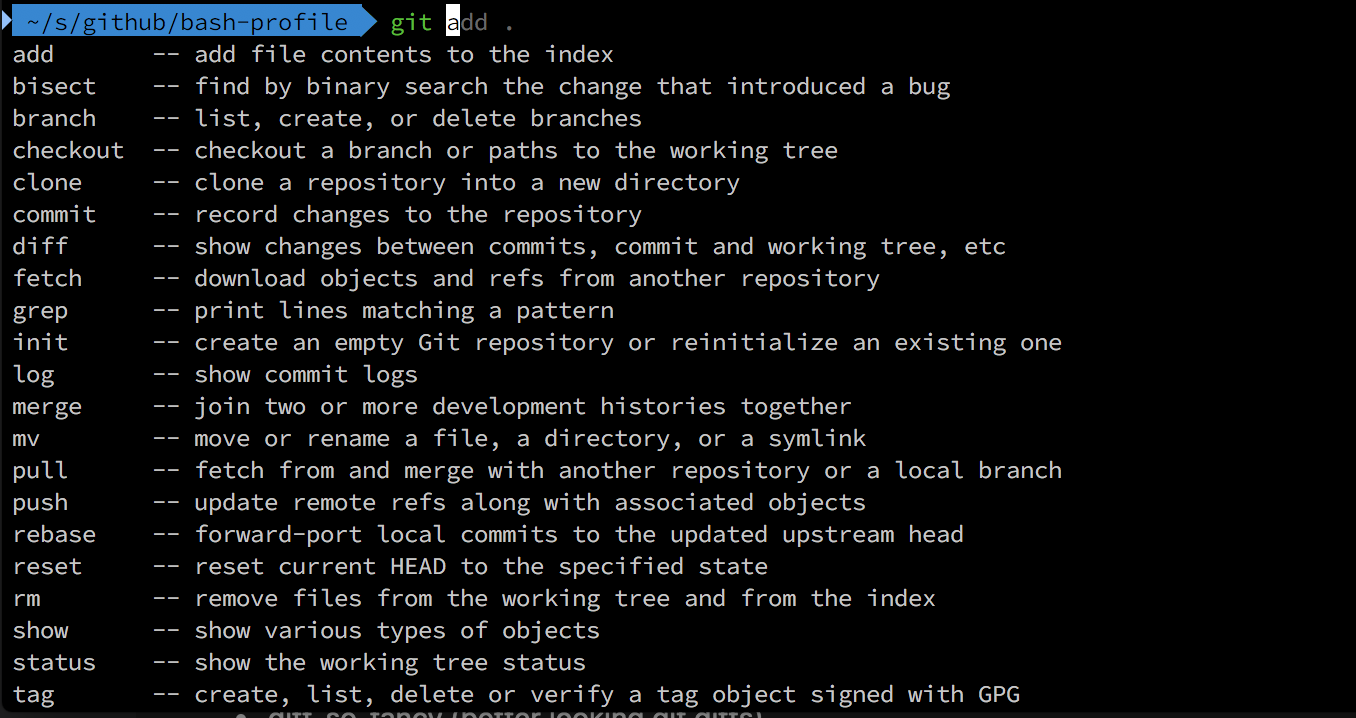 ~/s/github/bash-profile git add .
add       -- add file contents to the index
bisect    -- find by binary search the change that introduced a bug
branch    -- list, create, or delete branches
checkout  -- checkout a branch or paths to the working tree
clone     -- clone a repository into a new directory
commit    -- record changes to the repository
diff      -- show changes between commits, commit and working tree, etc
fetch     -- download objects and refs from another repository
grep      -- print lines matching a pattern
init      -- create an empty Git repository or reinitialize an existing one
log       -- show commit logs
merge     -- join two or more development histories together
mv        -- move or rename a file, a directory, or a symlink
pull      -- fetch from and merge with another repository or a local branch
push      -- update remote refs along with associated objects
rebase    -- forward-port local commits to the updated upstream head
reset     -- reset current HEAD to the specified state
rm        -- remove files from the working tree and from the index
show      -- show various types of objects
status    -- show the working tree status
tag       -- create, list, delete or verify a tag object signed with GPG